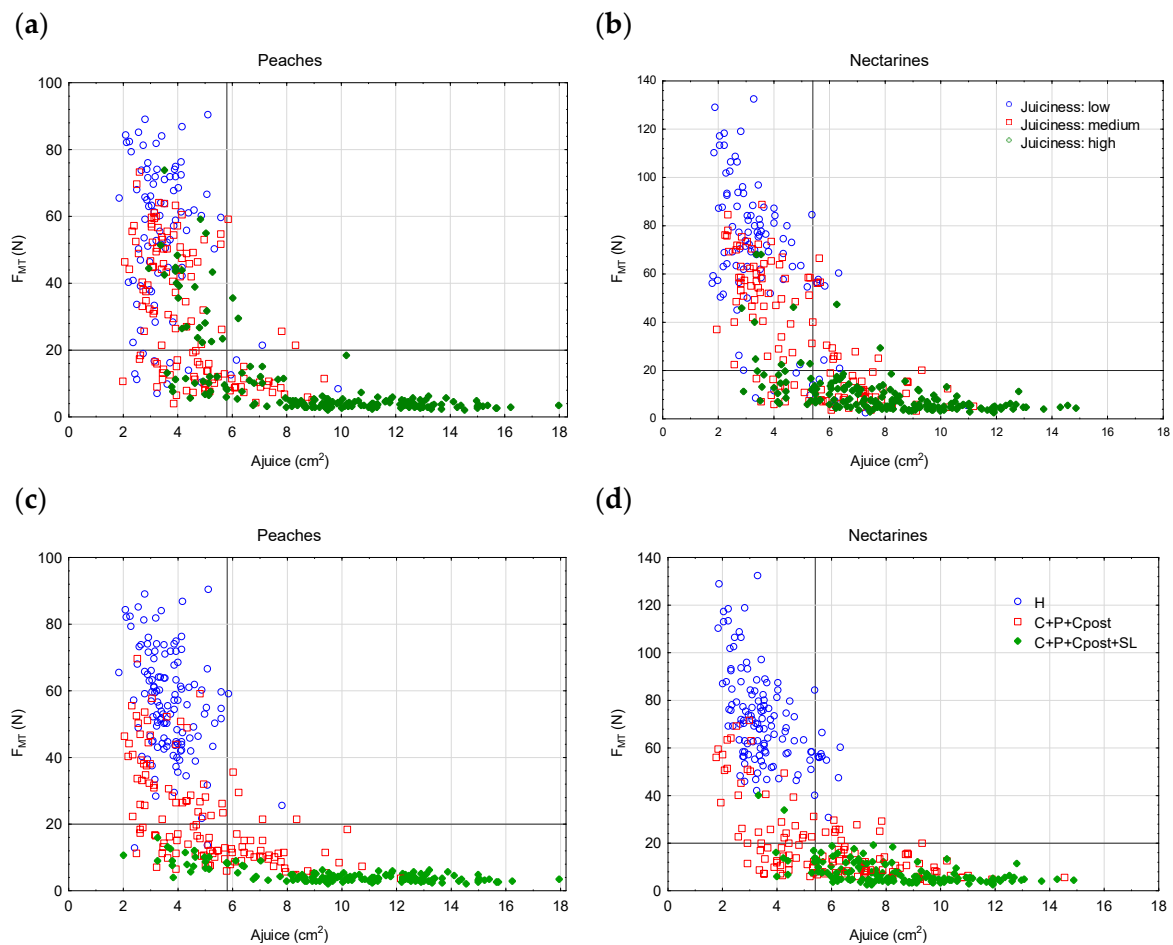 (a)
Peaches
100
80
60
40
20
0
F_MT (N)
0 2 4 6 8 10 12 14 16 18
Ajuice (cm²)
(b)
Nectarines
140
120
100
80
60
40
20
0
F_MT (N)
Juiciness: low
Juiciness: medium
Juiciness: high
0 2 4 6 8 10 12 14 16 18
Ajuice (cm²)
(c)
Peaches
100
80
60
40
20
0
F_MT (N)
0 2 4 6 8 10 12 14 16 18
Ajuice (cm²)
(d)
Nectarines
140
120
100
80
60
40
20
0
F_MT (N)
H
C+P+Cpost
C+P+Cpost+SL
0 2 4 6 8 10 12 14 16 18
Ajuice (cm²)